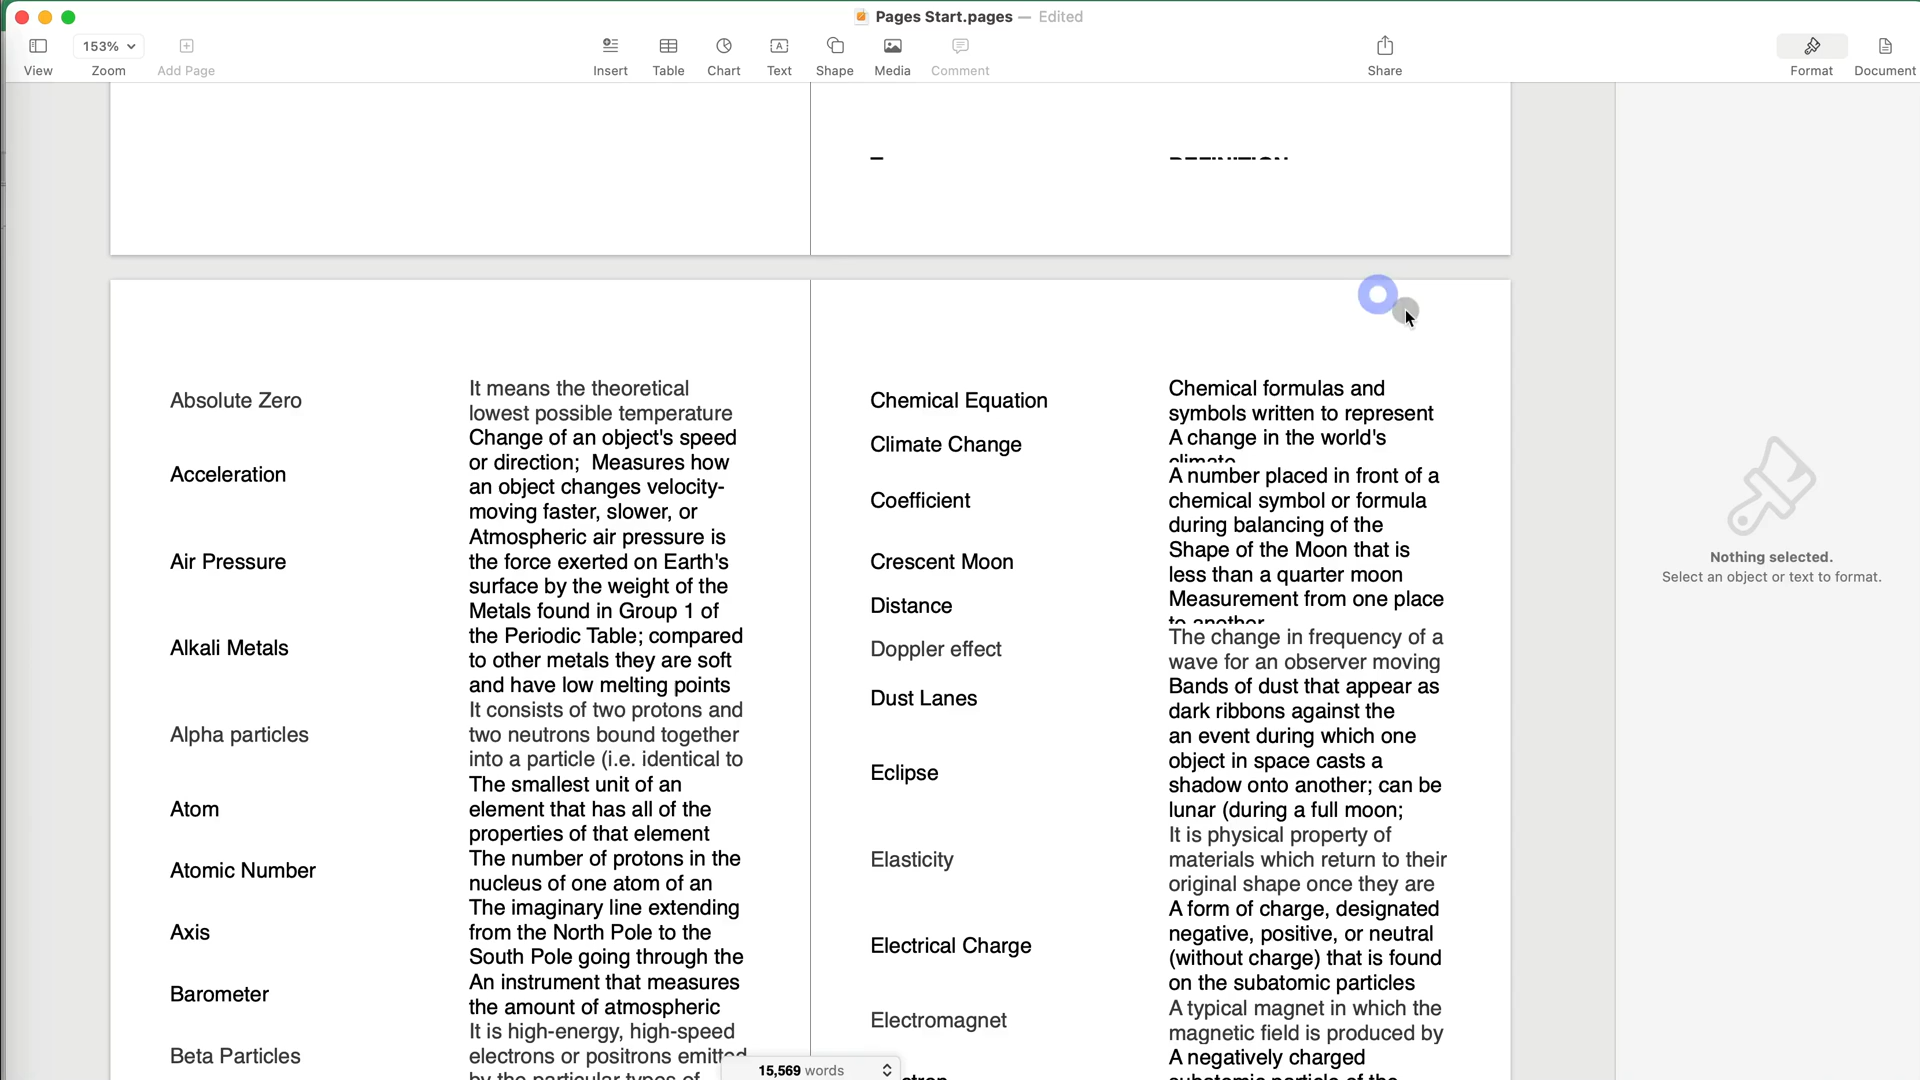 Pages Start.pages — Edited
153%
View
Zoom
Add Page
Insert
Table
Chart
Text
Shape
Media
Comment
Share
Format
Document
DEFINITION
Absolute Zero
It means the theoretical
lowest possible temperature
Acceleration
Change of an object's speed
or direction;  Measures how
an object changes velocity-
moving faster, slower, or
Air Pressure
Atmospheric air pressure is
the force exerted on Earth's
surface by the weight of the
Alkali Metals
Metals found in Group 1 of
the Periodic Table; compared
to other metals they are soft
and have low melting points
Alpha particles
It consists of two protons and
two neutrons bound together
into a particle (i.e. identical to
Atom
The smallest unit of an
element that has all of the
properties of that element
Atomic Number
The number of protons in the
nucleus of one atom of an
Axis
The imaginary line extending
from the North Pole to the
South Pole going through the
Barometer
An instrument that measures
the amount of atmospheric
Beta Particles
It is high-energy, high-speed
electrons or positrons emitted
by the particular types of
Chemical Equation
Chemical formulas and
symbols written to represent
Climate Change
A change in the world's
climate
Coefficient
A number placed in front of a
chemical symbol or formula
during balancing of the
Crescent Moon
Shape of the Moon that is
less than a quarter moon
Distance
Measurement from one place
to another
Doppler effect
The change in frequency of a
wave for an observer moving
Dust Lanes
Bands of dust that appear as
dark ribbons against the
Eclipse
an event during which one
object in space casts a
shadow onto another; can be
lunar (during a full moon;
Elasticity
It is physical property of
materials which return to their
original shape once they are
Electrical Charge
A form of charge, designated
negative, positive, or neutral
(without charge) that is found
on the subatomic particles
Electromagnet
A typical magnet in which the
magnetic field is produced by
A negatively charged
subatomic particle of the
15,569 words
Nothing selected.
Select an object or text to format.